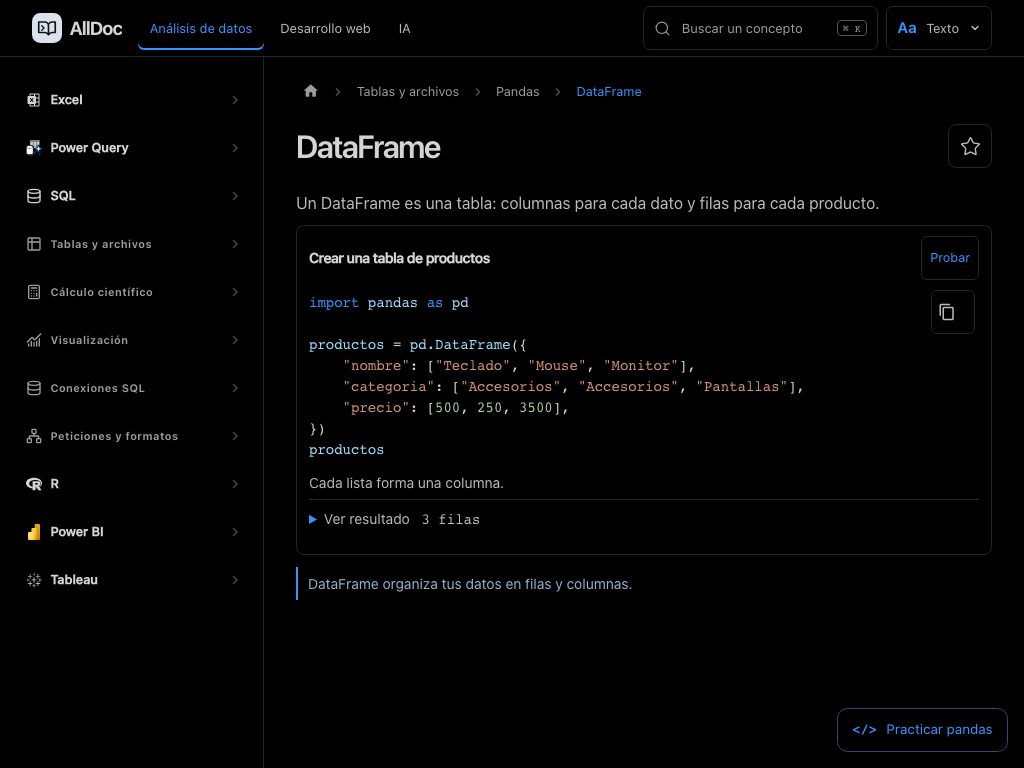 AllDoc
Análisis de datos
Desarrollo web
IA
Buscar un concepto
⌘ K
Aa Texto
Excel
Power Query
SQL
Tablas y archivos
Cálculo científico
Visualización
Conexiones SQL
Peticiones y formatos
R
Power BI
Tableau
Tablas y archivos > Pandas > DataFrame
DataFrame
Un DataFrame es una tabla: columnas para cada dato y filas para cada producto.
Crear una tabla de productos
Probar
import pandas as pd
productos = pd.DataFrame({
    "nombre": ["Teclado", "Mouse", "Monitor"],
    "categoria": ["Accesorios", "Accesorios", "Pantallas"],
    "precio": [500, 250, 3500],
})
productos
Cada lista forma una columna.
Ver resultado 3 filas
DataFrame organiza tus datos en filas y columnas.
</> Practicar pandas